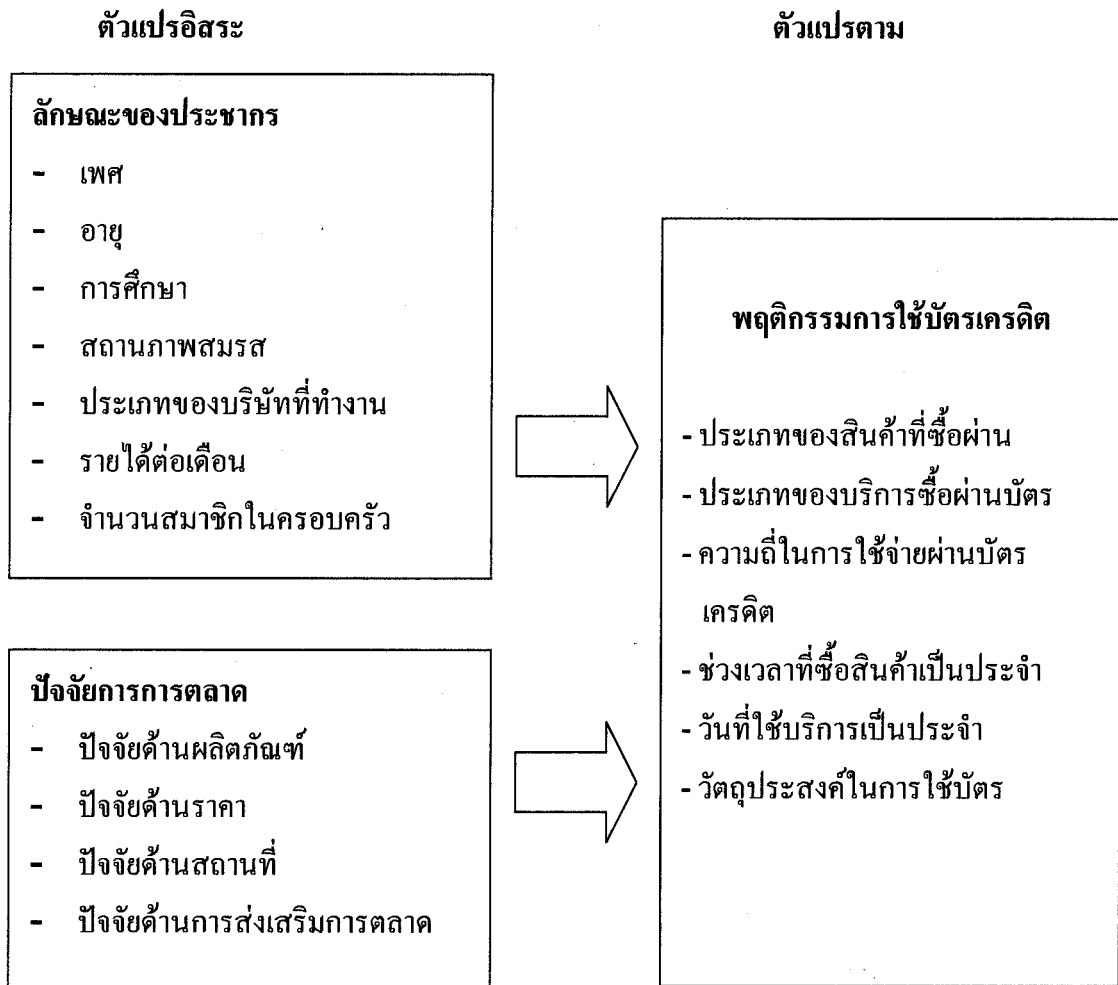 ตัวแปรอิสระ
ตัวแปรตาม
ลักษณะของประชากร
- เพศ
- อายุ
- การศึกษา
- สถานภาพสมรส
- ประเภทของบริษัทที่ทำงาน
- รายได้ต่อเดือน
- จำนวนสมาชิกในครอบครัว
ปัจจัยการการตลาด
- ปัจจัยด้านผลิตภัณฑ์
- ปัจจัยด้านราคา
- ปัจจัยด้านสถานที่
- ปัจจัยด้านการส่งเสริมการตลาด
พฤติกรรมการใช้บัตรเครดิต
- ประเภทของสินค้าที่ซื้อผ่าน
- ประเภทของบริการซื้อผ่านบัตร
- ความถี่ในการใช้จ่ายผ่านบัตร
เครดิต
- ช่วงเวลาที่ซื้อสินค้าเป็นประจำ
- วันที่ใช้บริการเป็นประจำ
- วัตถุประสงค์ในการใช้บัตร